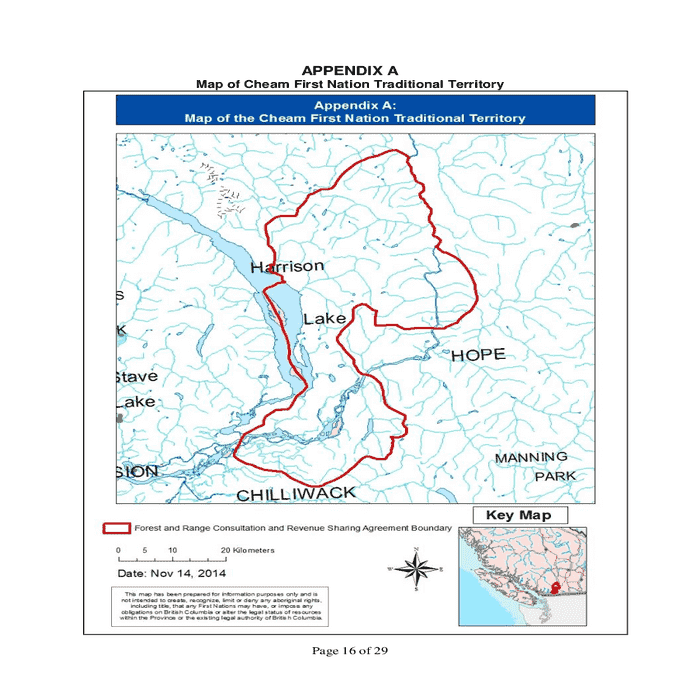 APPENDIX A
Map of Cheam First Nation Traditional Territory
Appendix A:
Map of the Cheam First Nation Traditional Territory
Harrison
S
Lake
K
HOPE
Stave
Lake
MANNING
SION
PARK
CHILLIWACK
Key Map
Forest and Range Consultation and Revenue Sharing Agreement Boundary
0 5 10 20 Kilometers
N
W E
S
Date: Nov 14, 2014
This map has been prepared for information purposes only and is
not intended to create, recognize, limit or deny any aboriginal rights,
including title, that any First Nations may have, or impose any
obligations on British Columbia or alter the legal status of resources
within the Province or the existing legal authority of British Columbia.
Page 16 of 29